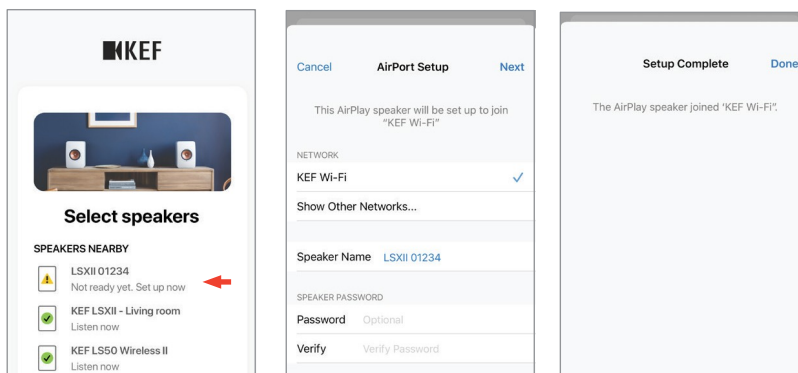 KEF
Select speakers
SPEAKERS NEARBY
LSXII 01234
Not ready yet. Set up now
KEF LSXII - Living room
Listen now
KEF LS50 Wireless II
Listen now
Cancel AirPort Setup Next
This AirPlay speaker will be set up to join
"KEF Wi-Fi"
NETWORK
KEF Wi-Fi
Show Other Networks...
Speaker Name LSXII 01234
SPEAKER PASSWORD
Password Optional
Verify Verify Password
Setup Complete Done
The AirPlay speaker joined ‘KEF Wi-Fi”.